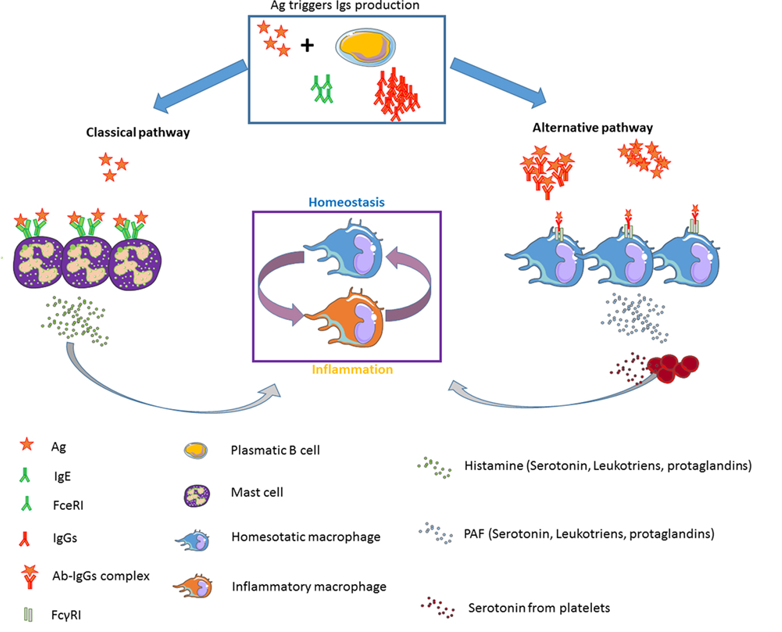 Ag triggers Igs production
+
Classical pathway
Alternative pathway
Homeostasis
Inflammation
Ag
IgE
FceRI
IgGs
Ab-IgGs complex
FcγRI
Plasmatic B cell
Mast cell
Homesotatic macrophage
Inflammatory macrophage
Histamine (Serotonin, Leukotriens, protaglandins)
PAF (Serotonin, Leukotriens, protaglandins)
Serotonin from platelets